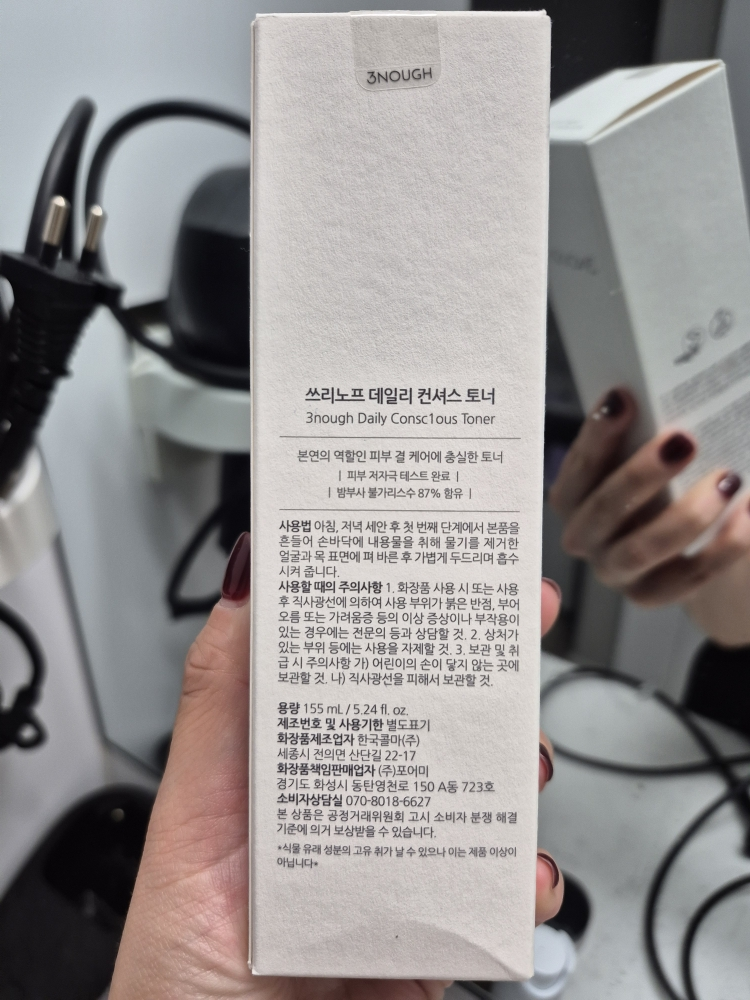 3NOUGH
쓰리노프 데일리 컨셔스 토너
3nough Daily Consc1ous Toner
본연의 역할인 피부 결 케어에 충실한 토너
| 피부 저자극 테스트 완료 |
| 밤부사 불가리스수 87% 함유 |
사용법 아침, 저녁 세안 후 첫 번째 단계에서 본품을
흔들어 손바닥에 내용물을 취해 물기를 제거한
얼굴과 목 표면에 펴 바른 후 가볍게 두드리며 흡수
시켜 줍니다.
사용할 때의 주의사항 1. 화장품 사용 시 또는 사용
후 직사광선에 의하여 사용 부위가 붉은 반점, 부어
오름 또는 가려움증 등의 이상 증상이나 부작용이
있는 경우에는 전문의 등과 상담할 것. 2. 상처가
있는 부위 등에는 사용을 자제할 것. 3. 보관 및 취
급 시 주의사항 가) 어린이의 손이 닿지 않는 곳에
보관할 것. 나) 직사광선을 피해서 보관할 것.
용량 155 mL / 5.24 fl. oz.
제조번호 및 사용기한 별도표기
화장품제조업자 한국콜마(주)
세종시 전의면 산단길 22-17
화장품책임판매업자 (주)포어미
경기도 화성시 동탄영천로 150 A동 723호
소비자상담실 070-8018-6627
본 상품은 공정거래위원회 고시 소비자 분쟁 해결
기준에 의거 보상받을 수 있습니다.
*식물 유래 성분의 고유 취가 날 수 있으나 이는 제품 이상이
아닙니다*